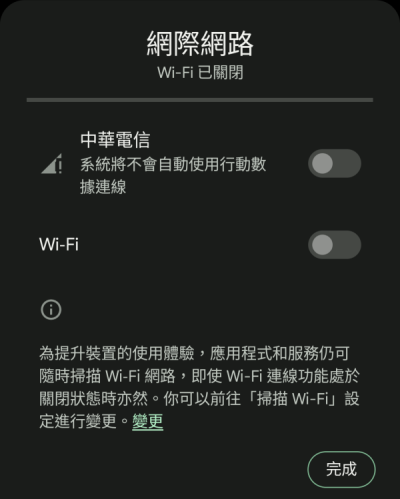 網際網路
Wi-Fi 已關閉
中華電信
系統將不會自動使用行動數
據連線
Wi-Fi
為提升裝置的使用體驗，應用程式和服務仍可
隨時掃描 Wi-Fi 網路，即使 Wi-Fi 連線功能處於
關閉狀態時亦然。你可以前往「掃描 Wi-Fi」設
定進行變更。變更
完成